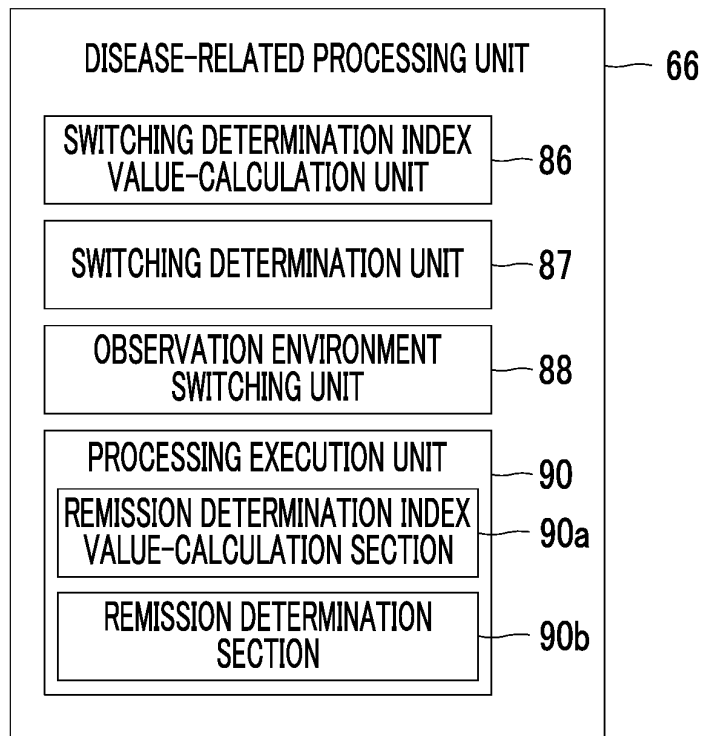 DISEASE-RELATED PROCESSING UNIT
66
SWITCHING DETERMINATION INDEX
VALUE-CALCULATION UNIT
86
SWITCHING DETERMINATION UNIT
87
OBSERVATION ENVIRONMENT
SWITCHING UNIT
88
PROCESSING EXECUTION UNIT
90
REMISSION DETERMINATION INDEX
VALUE-CALCULATION SECTION
90a
REMISSION DETERMINATION
SECTION
90b